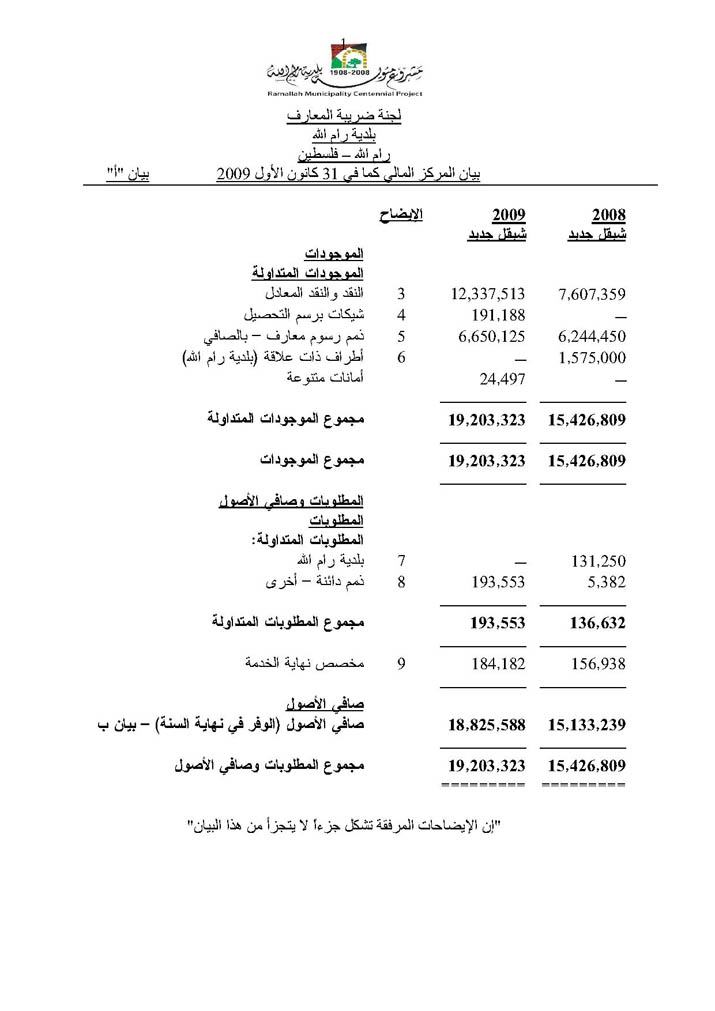 مشروع مئوية بلدية رام الله
1908-2008
Ramallah Municipality Centennial Project
لجنة ضريبة المعارف
بلدية رام الله
رام الله – فلسطين
بيان المركز المالي كما في 31 كانون الأول 2009 بيان "أ"
الإيضاح 2009 2008
شيقل جديد شيقل جديد
الموجودات
الموجودات المتداولة
النقد والنقد المعادل 3 12,337,513 7,607,359
شيكات برسم التحصيل 4 191,188 —
ذمم رسوم معارف – بالصافي 5 6,650,125 6,244,450
أطراف ذات علاقة (بلدية رام الله) 6 — 1,575,000
أمانات متنوعة 24,497 —
مجموع الموجودات المتداولة 19,203,323 15,426,809
مجموع الموجودات 19,203,323 15,426,809
المطلوبات وصافي الأصول
المطلوبات
المطلوبات المتداولة:
بلدية رام الله 7 — 131,250
ذمم دائنة – أخرى 8 193,553 5,382
مجموع المطلوبات المتداولة 193,553 136,632
مخصص نهاية الخدمة 9 184,182 156,938
صافي الأصول
صافي الأصول (الوفر في نهاية السنة) – بيان ب 18,825,588 15,133,239
مجموع المطلوبات وصافي الأصول 19,203,323 15,426,809
"إن الإيضاحات المرفقة تشكل جزءاً لا يتجزأ من هذا البيان"